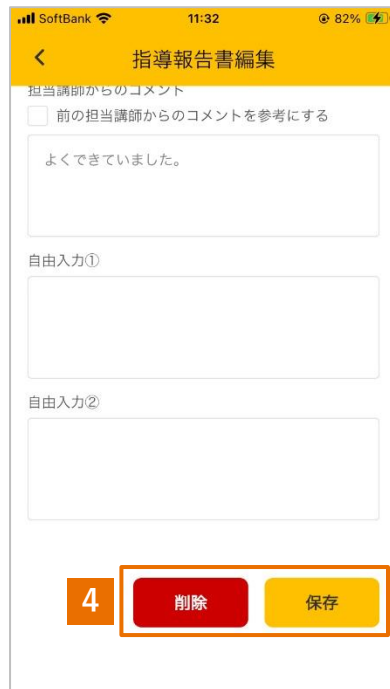 SoftBank 11:32 82%
指導報告書編集
担当講師からのコメント
前の担当講師からのコメントを参考にする
よくできていました。
自由入力①
自由入力②
4 削除 保存